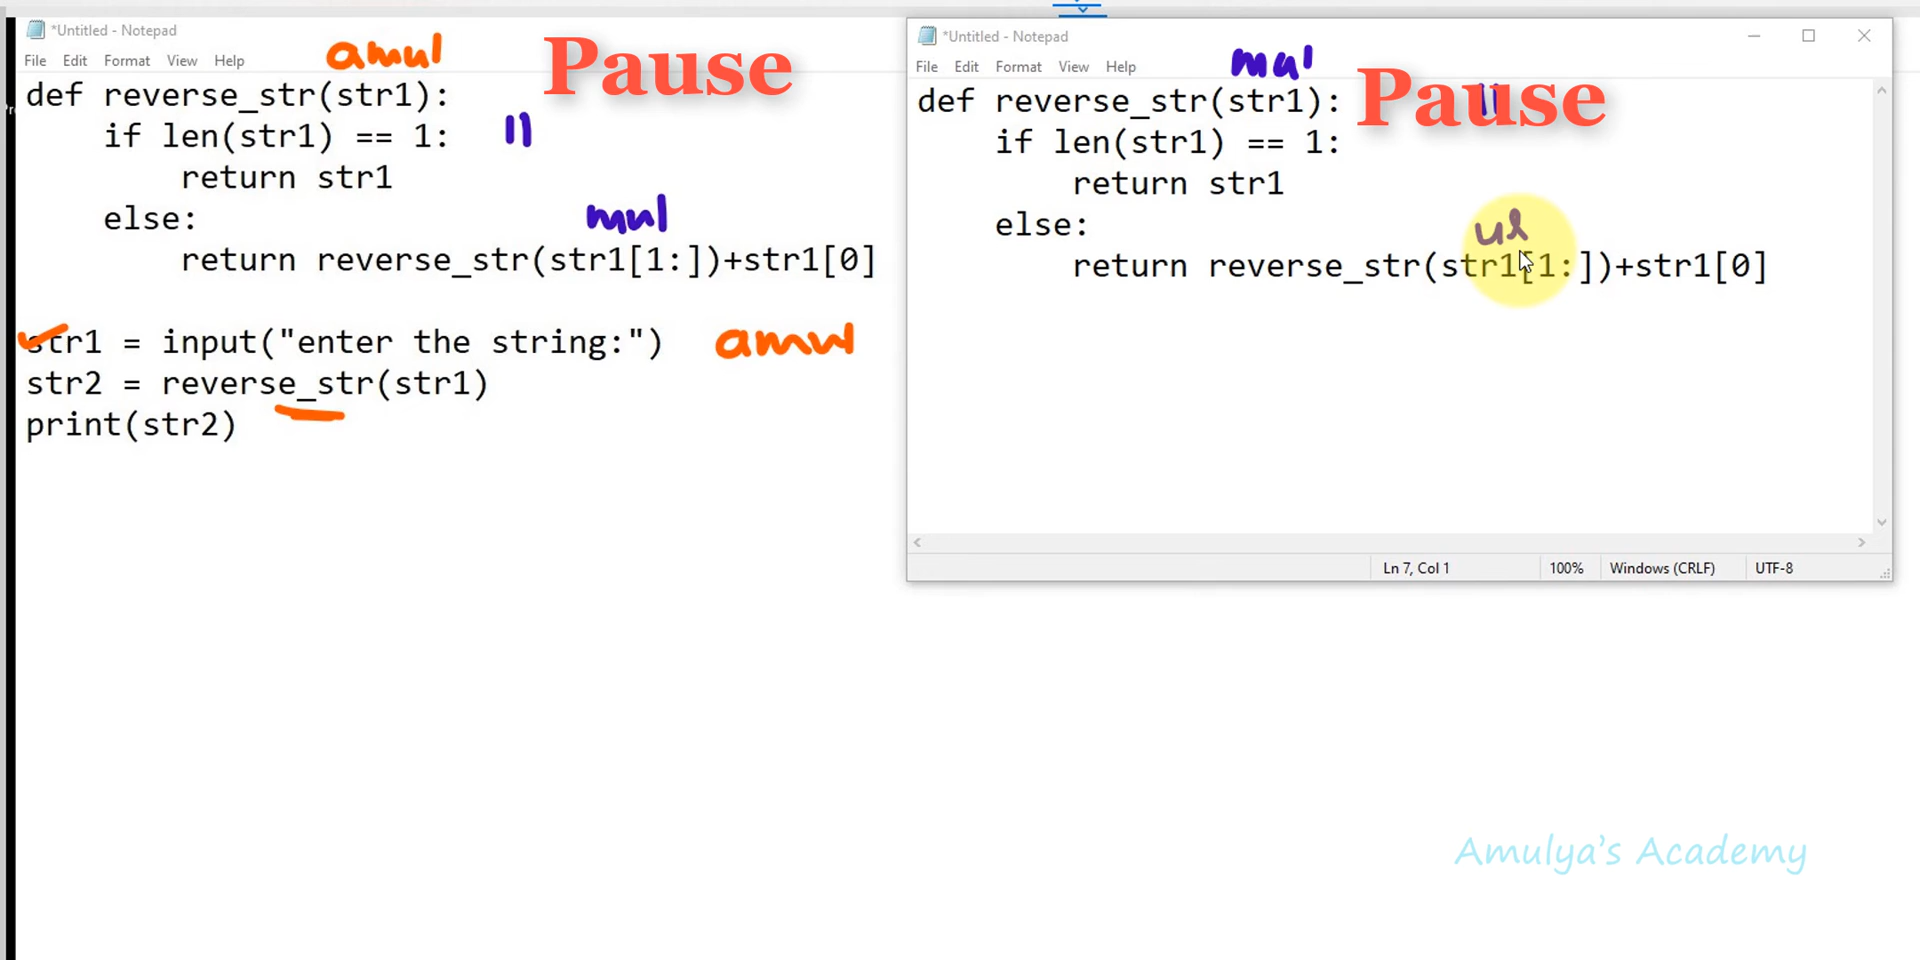 *Untitled - Notepad
amul
Pause
File Edit Format View Help
def reverse_str(str1):
if len(str1) == 1:
return str1
else:
mul
return reverse_str(str1[1:])+str1[0]
str1 = input("enter the string:")
amul
str2 = reverse_str(str1)
print(str2)
*Untitled - Notepad
mul
Pause
File Edit Format View Help
def reverse_str(str1):
if len(str1) == 1:
return str1
else:
ul
return reverse_str(str1[1:])+str1[0]
Ln 7, Col 1 100% Windows (CRLF) UTF-8
Amulya's Academy